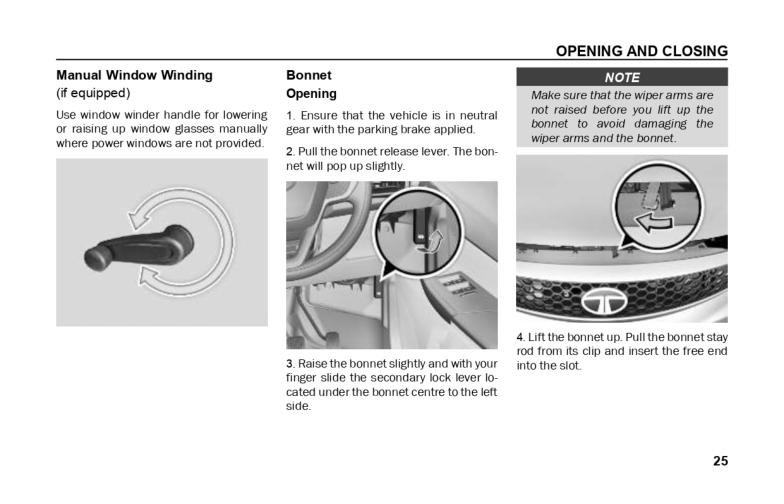 OPENING AND CLOSING
Manual Window Winding
(if equipped)
Use window winder handle for lowering
or raising up window glasses manually
where power windows are not provided.
Bonnet
Opening
1. Ensure that the vehicle is in neutral
gear with the parking brake applied.
2. Pull the bonnet release lever. The bon-
net will pop up slightly.
3. Raise the bonnet slightly and with your
finger slide the secondary lock lever lo-
cated under the bonnet centre to the left
side.
NOTE
Make sure that the wiper arms are
not raised before you lift up the
bonnet to avoid damaging the
wiper arms and the bonnet.
4. Lift the bonnet up. Pull the bonnet stay
rod from its clip and insert the free end
into the slot.
25